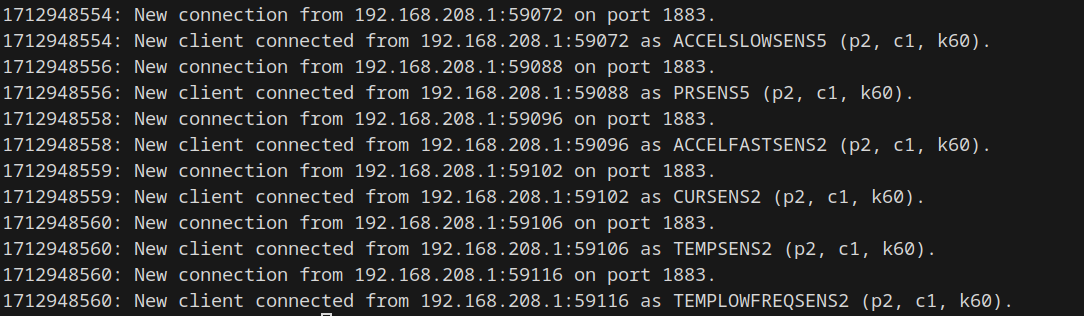 1712948554: New connection from 192.168.208.1:59072 on port 1883.
1712948554: New client connected from 192.168.208.1:59072 as ACCELSLOWSENS5 (p2, c1, k60).
1712948556: New connection from 192.168.208.1:59088 on port 1883.
1712948556: New client connected from 192.168.208.1:59088 as PRSENS5 (p2, c1, k60).
1712948558: New connection from 192.168.208.1:59096 on port 1883.
1712948558: New client connected from 192.168.208.1:59096 as ACCELFASTSENS2 (p2, c1, k60).
1712948559: New connection from 192.168.208.1:59102 on port 1883.
1712948559: New client connected from 192.168.208.1:59102 as CURSENS2 (p2, c1, k60).
1712948560: New connection from 192.168.208.1:59106 on port 1883.
1712948560: New client connected from 192.168.208.1:59106 as TEMPSENS2 (p2, c1, k60).
1712948560: New connection from 192.168.208.1:59116 on port 1883.
1712948560: New client connected from 192.168.208.1:59116 as TEMPLOWFREQSENS2 (p2, c1, k60).